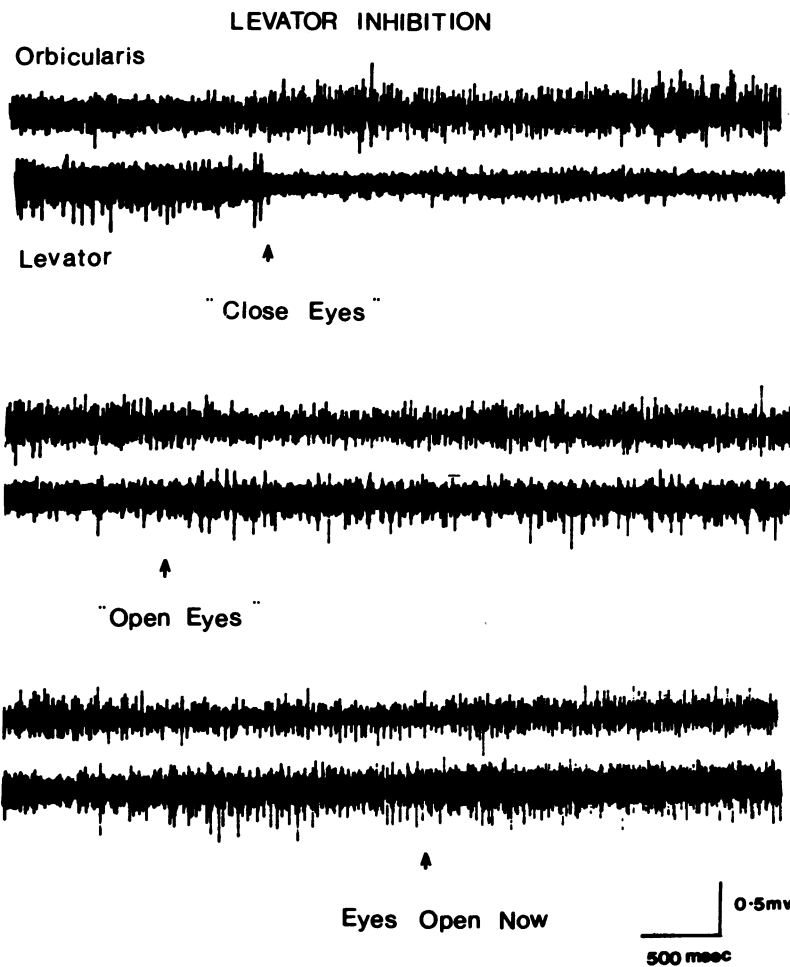 LEVATOR INHIBITION
Orbicularis
Levator
¨ Close Eyes ¨
¨ Open Eyes ¨
Eyes Open Now
0·5mv
500 msec